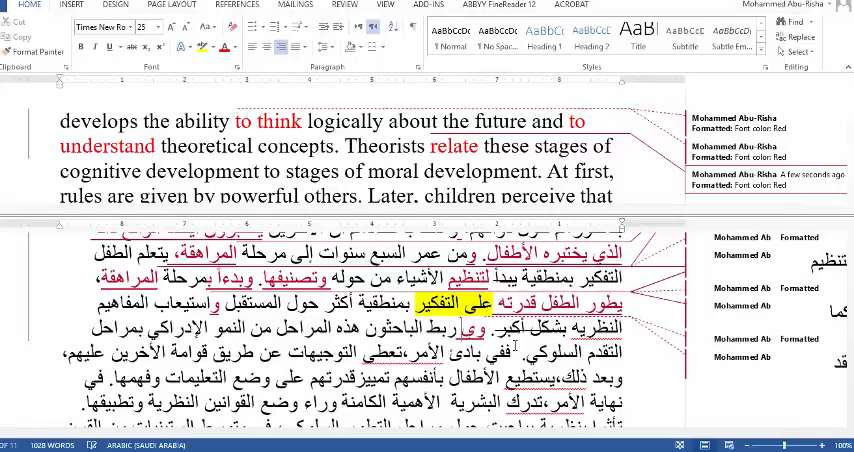 HOME INSERT DESIGN PAGE LAYOUT REFERENCES MAILINGS REVIEW VIEW ADD-INS ABBYY FineReader 12 ACROBAT Mohammed Abu-Risha
Cut
Copy
Format Painter
Clipboard
Times New Ro 25
Font
Paragraph
AaBbCcDc AaBbCcDc AaBbCc AaBbCcD AaBl AaBbCcD AaBbCcDt
¶ Normal ¶ No Spac... Heading 1 Heading 2 Title Subtitle Subtle Em...
Styles
Find
Replace
Select
Editing
develops the ability to think logically about the future and to
understand theoretical concepts. Theorists relate these stages of
cognitive development to stages of moral development. At first,
rules are given by powerful others. Later, children perceive that
Mohammed Abu-Risha
Formatted: Font color: Red
Mohammed Abu-Risha
Formatted: Font color: Red
Mohammed Abu-Risha A few seconds ago
Formatted: Font color: Red
الذي يختبره الأطفال. ومن عمر السبع سنوات إلى مرحلة المراهقة، يتعلم الطفل
التفكير بمنطقية يبدأ لتنظيم الأشياء من حوله وتصنيفها. وبدءاً بمرحلة المراهقة،
يطور الطفل قدرته على التفكير بمنطقية أكثر حول المستقبل و استيعاب المفاهيم
النظريه بشكل أكبر. وي ربط الباحثون هذه المراحل من النمو الإدراكي بمراحل
التقدم السلوكي. ففي بادئ الأمر،تعطى التوجيهات عن طريق قوامة الأخرين عليهم،
وبعد ذلك،يستطيع الأطفال بأنفسهم تمييزقدرتهم على وضع التعليمات وفهمها. في
نهاية الأمر،تدرك البشرية الأهمية الكامنة وراء وضع القوانين النظرية وتطبيقها.
Mohammed Ab Formatted
Mohammed Ab
تنظيم
Mohammed Ab Formatted
Mohammed Ab
كما
Mohammed Ab Formatted
Mohammed Ab
قد
OF 11 1028 WORDS ARABIC (SAUDI ARABIA) 100%